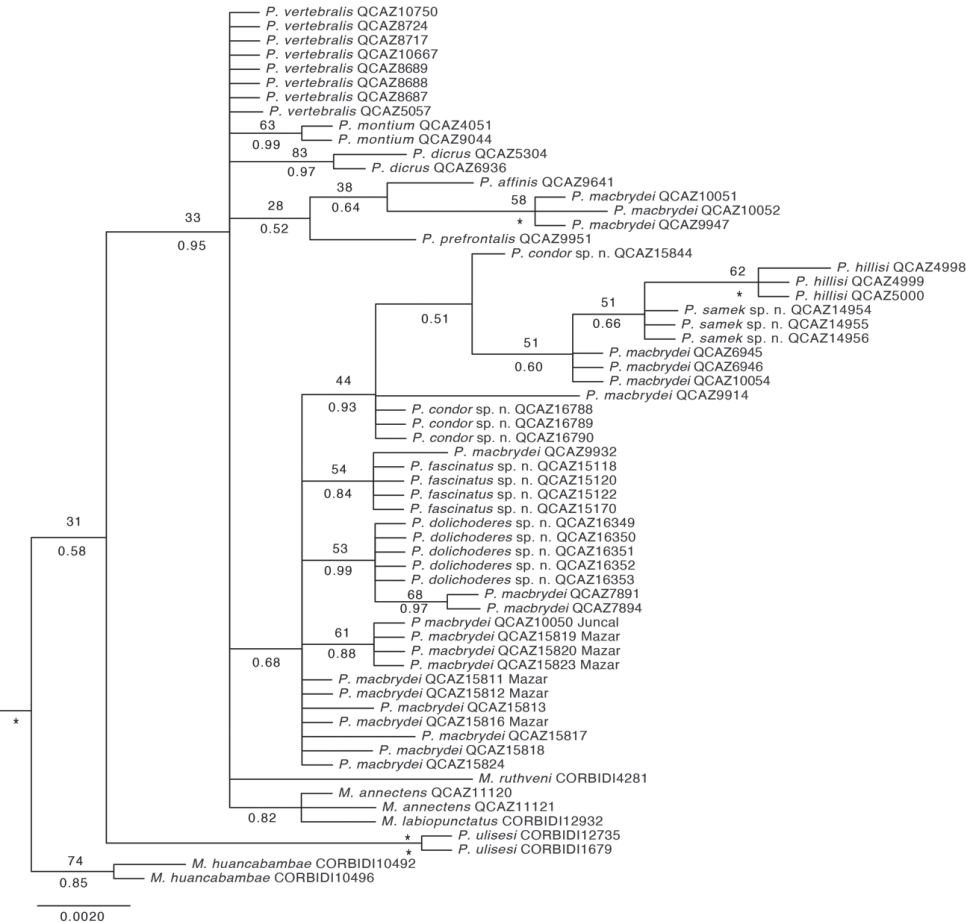 P. vertebralis QCAZ10750
P. vertebralis QCAZ8724
P. vertebralis QCAZ8717
P. vertebralis QCAZ10667
P. vertebralis QCAZ8689
P. vertebralis QCAZ8688
P. vertebralis QCAZ8687
P. vertebralis QCAZ5057
63
0.99
P. montium QCAZ4051
P. montium QCAZ9044
83
0.97
P. dicrus QCAZ5304
P. dicrus QCAZ6936
33
0.95
28
0.52
38
0.64
P. affinis QCAZ9641
58
*
P. macbrydei QCAZ10051
P. macbrydei QCAZ10052
P. macbrydei QCAZ9947
P. prefrontalis QCAZ9951
P. condor sp. n. QCAZ15844
62
*
P. hillisi QCAZ4998
P. hillisi QCAZ4999
P. hillisi QCAZ5000
0.51
51
0.66
P. samek sp. n. QCAZ14954
P. samek sp. n. QCAZ14955
P. samek sp. n. QCAZ14956
51
0.60
P. macbrydei QCAZ6945
P. macbrydei QCAZ6946
P. macbrydei QCAZ10054
44
0.93
P. macbrydei QCAZ9914
P. condor sp. n. QCAZ16788
P. condor sp. n. QCAZ16789
P. condor sp. n. QCAZ16790
54
0.84
P. macbrydei QCAZ9932
P. fascinatus sp. n. QCAZ15118
P. fascinatus sp. n. QCAZ15120
P. fascinatus sp. n. QCAZ15122
P. fascinatus sp. n. QCAZ15170
31
0.58
53
0.99
P. dolichoderes sp. n. QCAZ16349
P. dolichoderes sp. n. QCAZ16350
P. dolichoderes sp. n. QCAZ16351
P. dolichoderes sp. n. QCAZ16352
P. dolichoderes sp. n. QCAZ16353
68
0.97
P. macbrydei QCAZ7891
P. macbrydei QCAZ7894
0.68
61
0.88
P macbrydei QCAZ10050 Juncal
P. macbrydei QCAZ15819 Mazar
P. macbrydei QCAZ15820 Mazar
P. macbrydei QCAZ15823 Mazar
P. macbrydei QCAZ15811 Mazar
P. macbrydei QCAZ15812 Mazar
P. macbrydei QCAZ15813
P. macbrydei QCAZ15816 Mazar
P. macbrydei QCAZ15817
P. macbrydei QCAZ15818
P. macbrydei QCAZ15824
*
M. ruthveni CORBIDI4281
0.82
M. annectens QCAZ11120
M. annectens QCAZ11121
M. labiopunctatus CORBIDI12932
*
*
P. ulisesi CORBIDI12735
P. ulisesi CORBIDI1679
74
0.85
M. huancabambae CORBIDI10492
M. huancabambae CORBIDI10496
0.0020